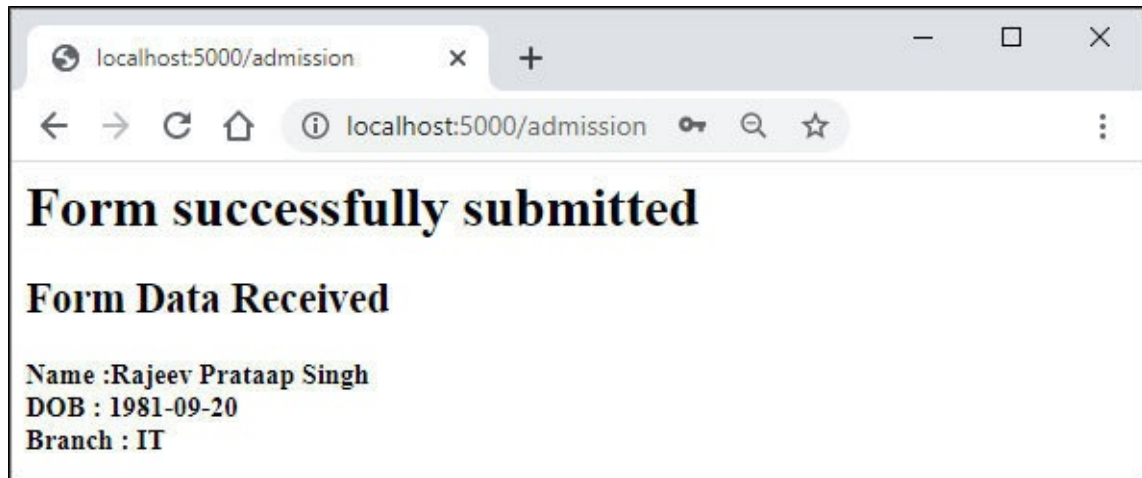 localhost:5000/admission
localhost:5000/admission
Form successfully submitted
Form Data Received
Name :Rajeev Prataap Singh
DOB : 1981-09-20
Branch : IT